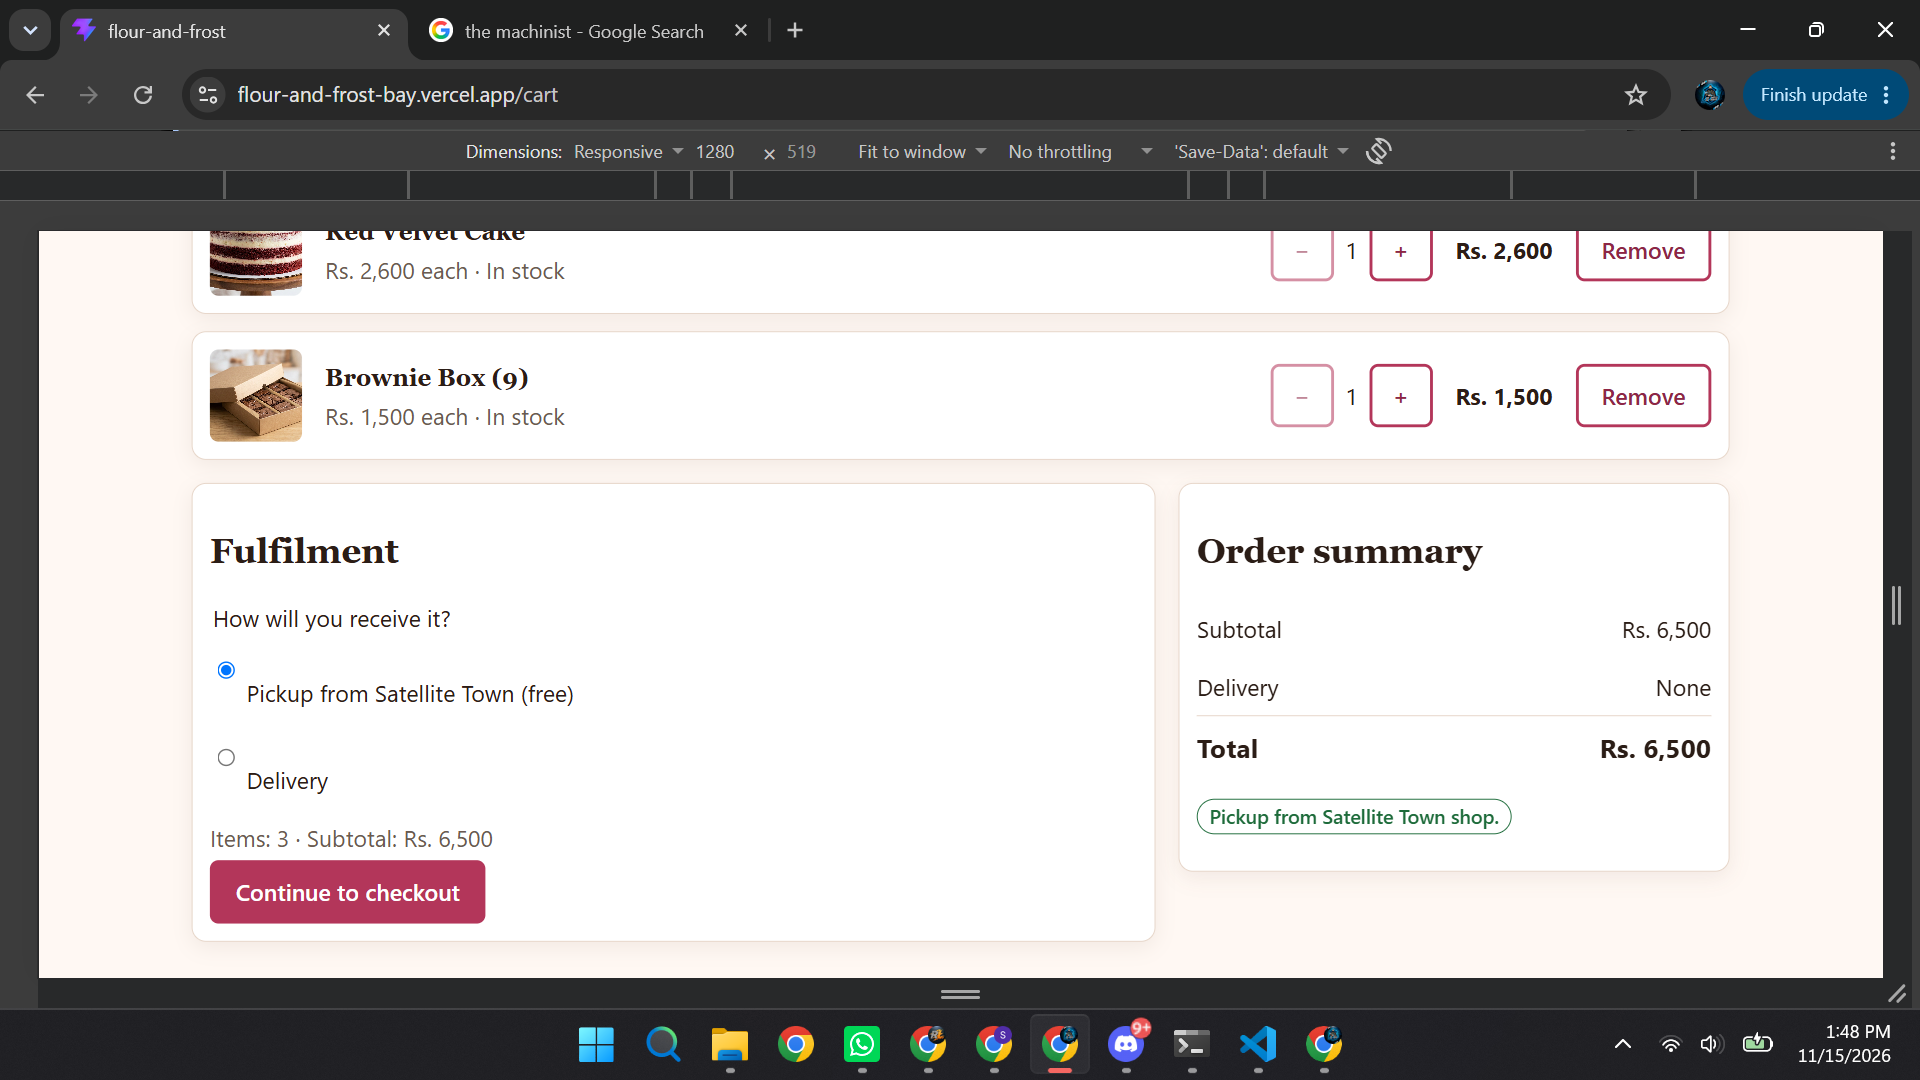 flour-and-frost
the machinist - Google Search
flour-and-frost-bay.vercel.app/cart
Finish update
Dimensions: Responsive 1280 × 519 Fit to window No throttling 'Save-Data': default
Red Velvet Cake
Rs. 2,600 each · In stock
− 1 + Rs. 2,600 Remove
Brownie Box (9)
Rs. 1,500 each · In stock
− 1 + Rs. 1,500 Remove
Fulfilment
How will you receive it?
Pickup from Satellite Town (free)
Delivery
Items: 3 · Subtotal: Rs. 6,500
Continue to checkout
Order summary
Subtotal Rs. 6,500
Delivery None
Total Rs. 6,500
Pickup from Satellite Town shop.
S
9+
1:48 PM
11/15/2026